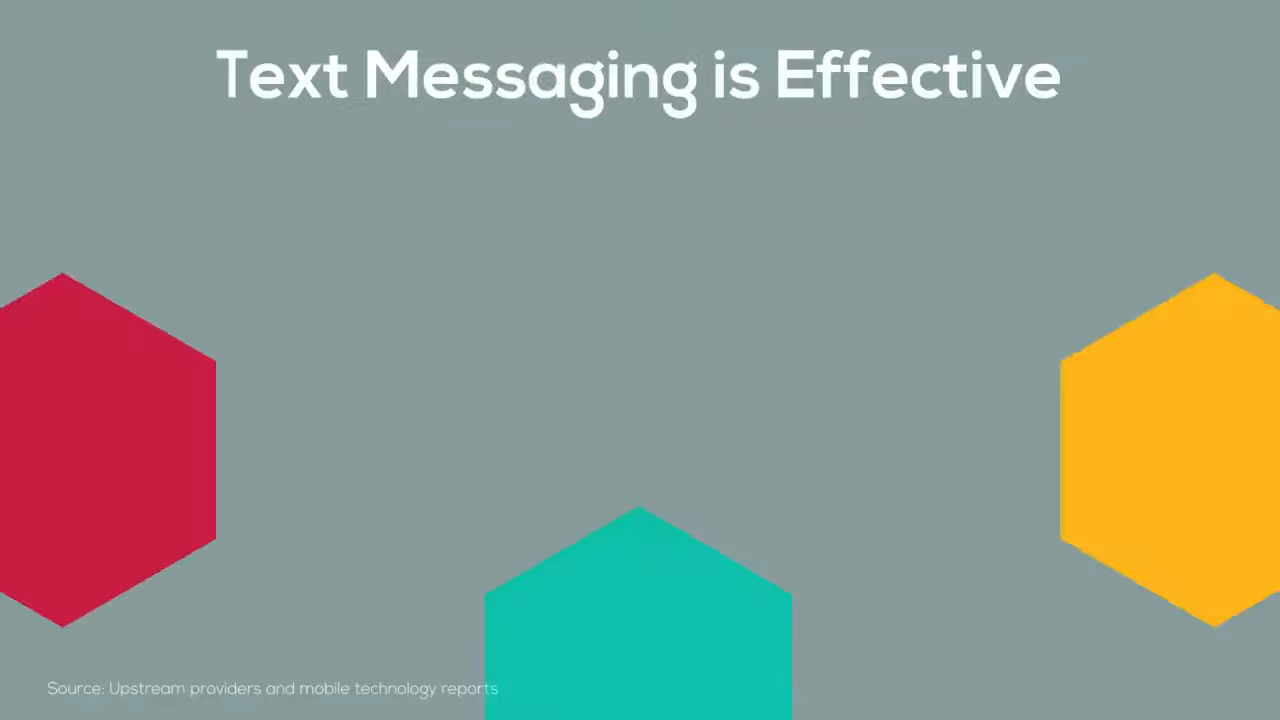 Text Messaging is Effective
Source: Upstream providers and mobile technology reports